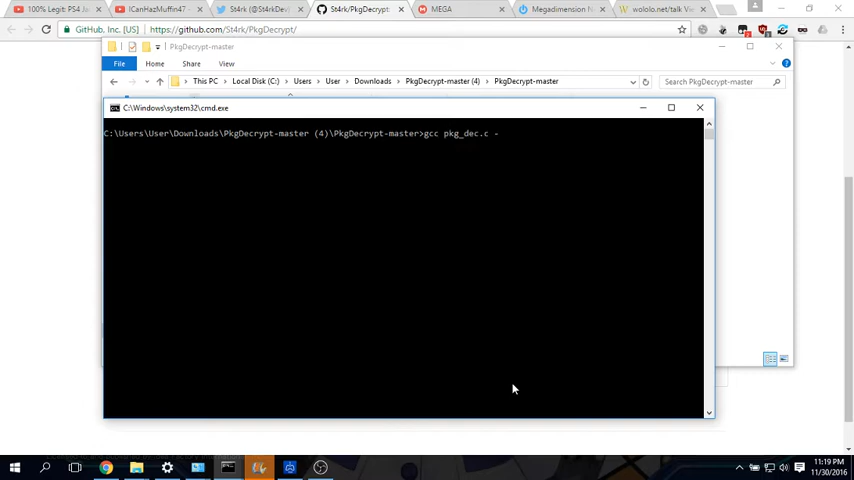 100% Legit: PS4 Ja
ICanHazMuffin47 -
St4rk (@St4rkDev)
St4rk/PkgDecrypt:
MEGA
Megadimension N
wololo.net/talk Vie
GitHub, Inc. [US] https://github.com/St4rk/PkgDecrypt/
PkgDecrypt-master
File Home Share View
This PC Local Disk (C:) Users User Downloads PkgDecrypt-master (4) PkgDecrypt-master
Search PkgDecrypt-master
C:\Windows\system32\cmd.exe
C:\Users\User\Downloads\PkgDecrypt-master (4)\PkgDecrypt-master>gcc pkg_dec.c -
11:19 PM
11/30/2016